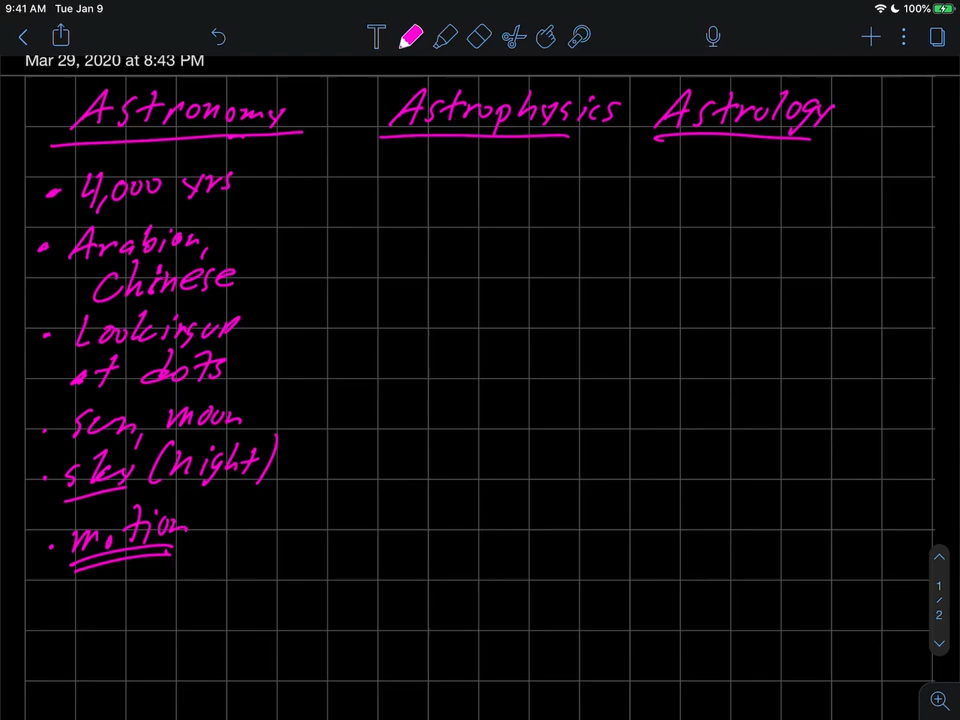 9:41 AM Tue Jan 9 100%
Mar 29, 2020 at 8:43 PM
Astronomy Astrophysics Astrology
• 4,000 yrs
• Arabian,
Chinese
• Looking up
at dots
• sun, moon
• sky (night)
• motion
1
/
2